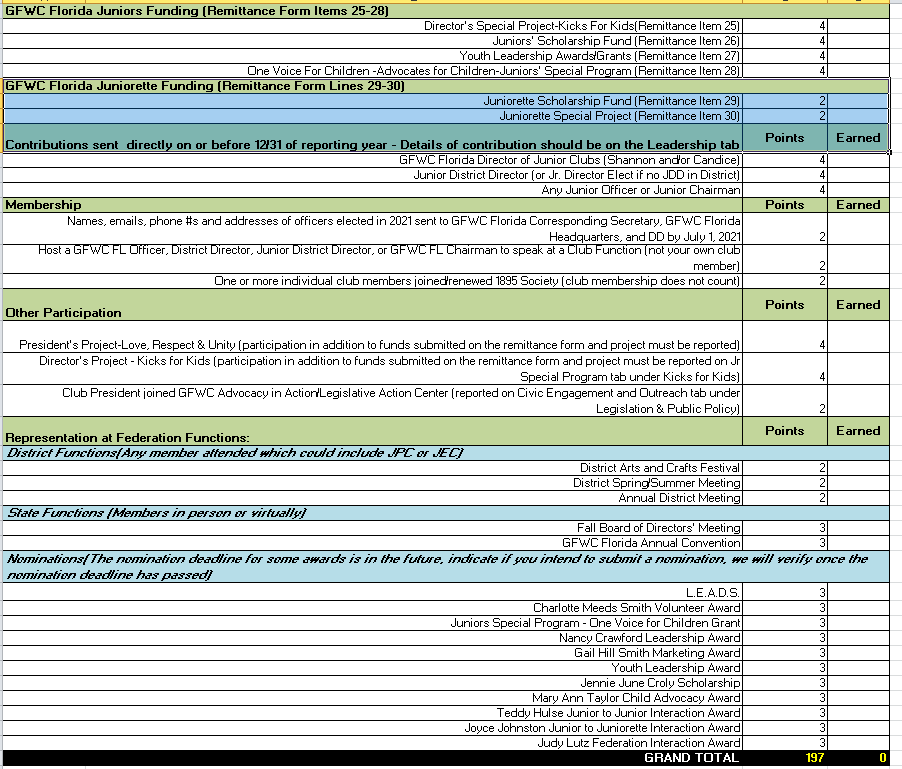 GFWC Florida Juniors Funding (Remittance Form Items 25-28)
Director's Special Project-Kicks For Kids(Remittance Item 25) 4
Juniors' Scholarship Fund (Remittance Item 26) 4
Youth Leadership Awards/Grants (Remittance Item 27) 4
One Voice For Children -Advocates for Children-Juniors' Special Program (Remittance Item 28) 4
GFWC Florida Juniorette Funding (Remittance Form Lines 29-30)
Juniorette Scholarship Fund (Remittance Item 29) 2
Juniorette Special Project (Remittance Item 30) 2
Contributions sent directly on or before 12/31 of reporting year - Details of contribution should be on the Leadership tab Points Earned
GFWC Florida Director of Junior Clubs (Shannon and/or Candice) 4
Junior District Director (or Jr. Director Elect if no JDD in District) 4
Any Junior Officer or Junior Chairman 4
Membership Points Earned
Names, emails, phone #s and addresses of officers elected in 2021 sent to GFWC Florida Corresponding Secretary, GFWC Florida
Headquarters, and DD by July 1, 2021 2
Host a GFWC FL Officer, District Director, Junior District Director, or GFWC FL Chairman to speak at a Club Function (not your own club
member) 2
One or more individual club members joined/renewed 1895 Society (club membership does not count) 2
Other Participation Points Earned
President's Project-Love, Respect & Unity (participation in addition to funds submitted on the remittance form and project must be reported) 4
Director's Project - Kicks for Kids (participation in addition to funds submitted on the remittance form and project must be reported on Jr
Special Program tab under Kicks for Kids) 4
Club President joined GFWC Advocacy in Action/Legislative Action Center (reported on Civic Engagement and Outreach tab under
Legislation & Public Policy) 2
Representation at Federation Functions: Points Earned
District Functions(Any member attended which could include JPC or JEC)
District Arts and Crafts Festival 2
District Spring/Summer Meeting 2
Annual District Meeting 2
State Functions (Members in person or virtually)
Fall Board of Directors' Meeting 3
GFWC Florida Annual Convention 3
Nominations(The nomination deadline for some awards is in the future, indicate if you intend to submit a nomination, we will verify once the
nomination deadline has passed)
L.E.A.D.S. 3
Charlotte Meeds Smith Volunteer Award 3
Juniors Special Program - One Voice for Children Grant 3
Nancy Crawford Leadership Award 3
Gail Hill Smith Marketing Award 3
Youth Leadership Award 3
Jennie June Croly Scholarship 3
Mary Ann Taylor Child Advocacy Award 3
Teddy Hulse Junior to Junior Interaction Award 3
Joyce Johnston Junior to Juniorette Interaction Award 3
Judy Lutz Federation Interaction Award 3
GRAND TOTAL 197 0